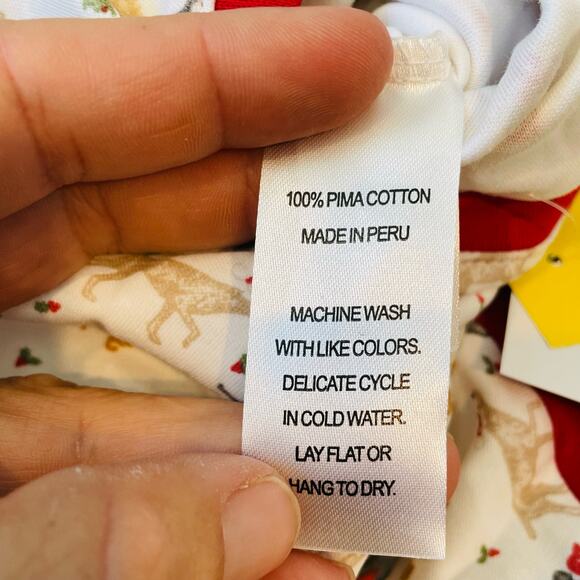 100% PIMA COTTON
MADE IN PERU
MACHINE WASH
WITH LIKE COLORS.
DELICATE CYCLE
IN COLD WATER.
LAY FLAT OR
HANG TO DRY.